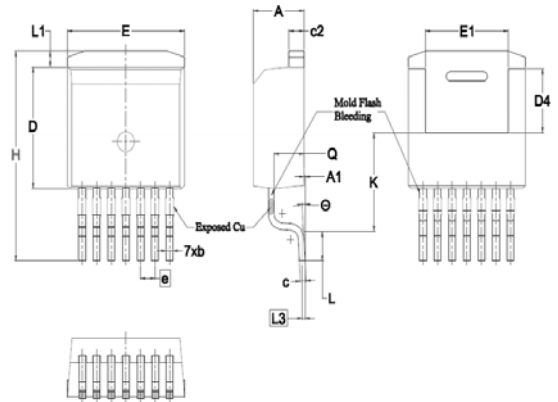 A
L1
E
c2
E1
D4
D
H
Mold Flash
Bleeding
Q
A1
K
Θ
Exposed Cu
7xb
e
c
L
L3